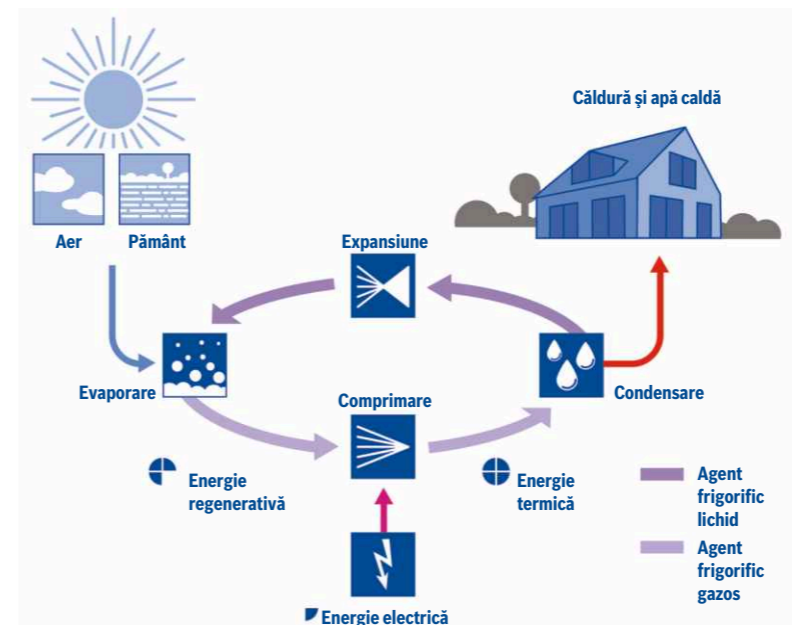 Căldură și apă caldă
Aer
Pământ
Expansiune
Evaporare
Comprimare
Condensare
Energie
regenerativă
Energie
termică
Agent
frigorific
lichid
Agent
frigorific
gazos
Energie electrică